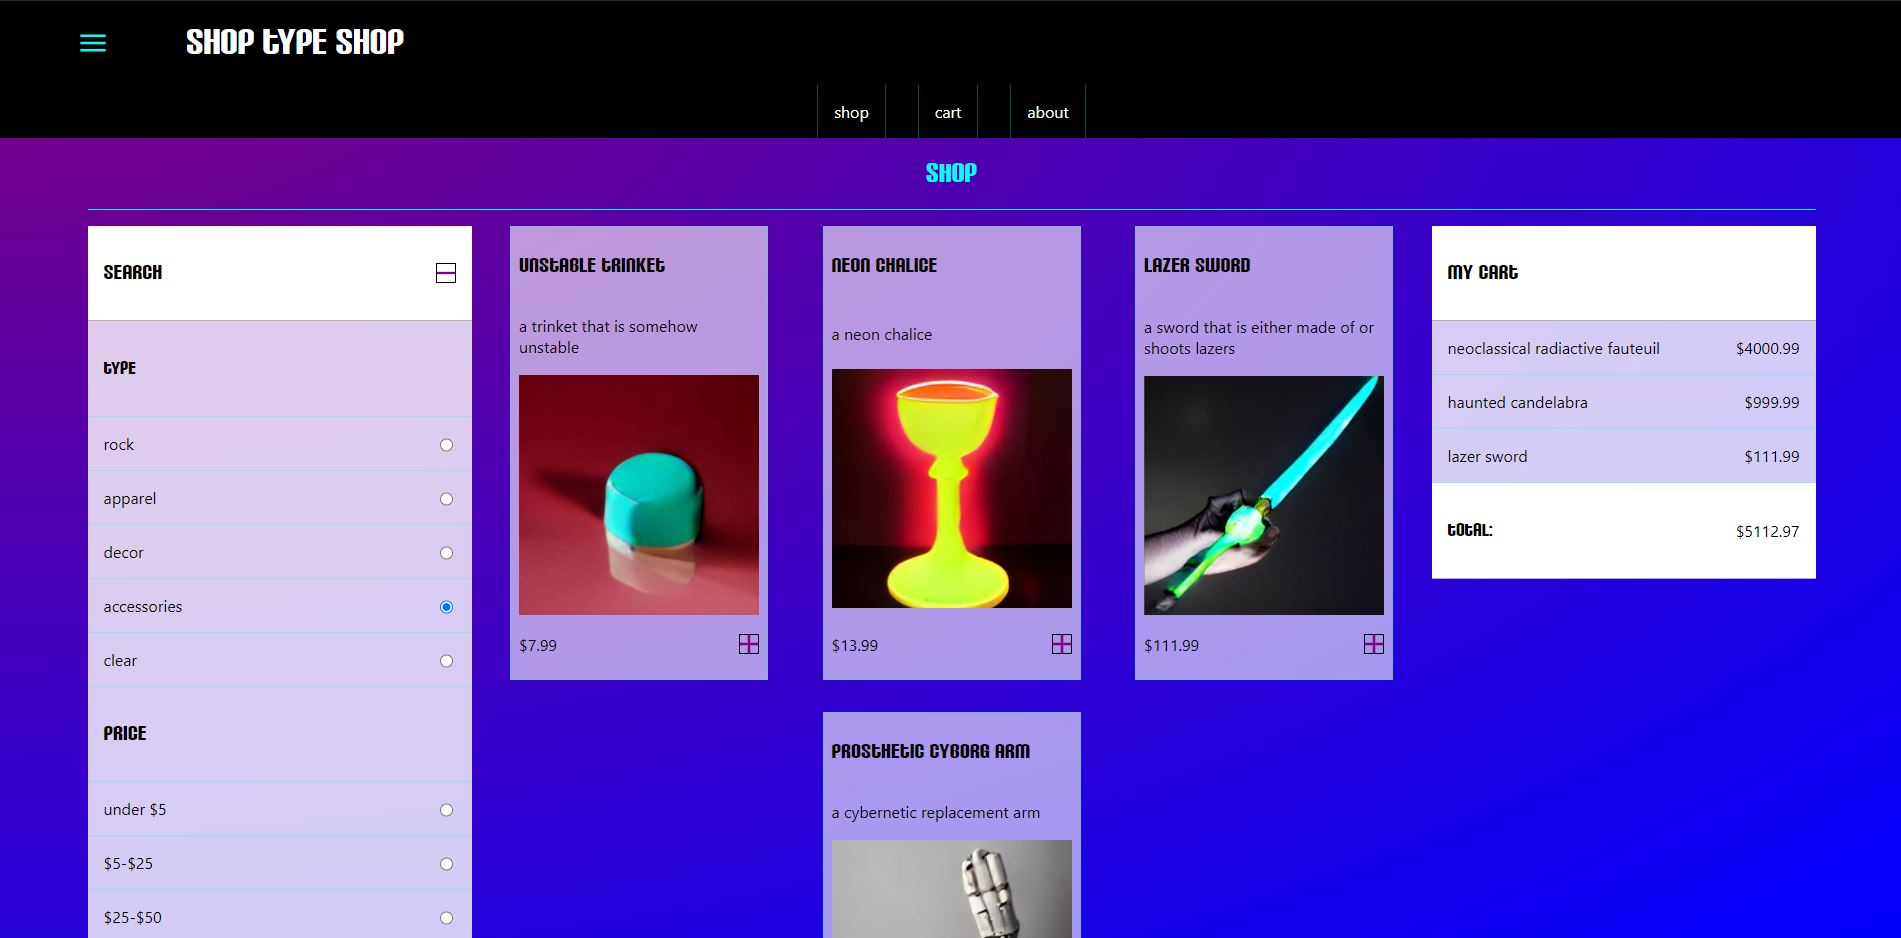 SHOP TYPE SHOP
shop
cart
about
SHOP
SEARCH
TYPE
rock
apparel
decor
accessories
clear
PRICE
under $5
$5-$25
$25-$50
UNSTABLE TRINKET
a trinket that is somehow
unstable
$7.99
NEON CHALICE
a neon chalice
$13.99
LAZER SWORD
a sword that is either made of or
shoots lazers
$111.99
PROSTHETIC CYBORG ARM
a cybernetic replacement arm
MY CART
neoclassical radiactive fauteuil $4000.99
haunted candelabra $999.99
lazer sword $111.99
TOTAL: $5112.97